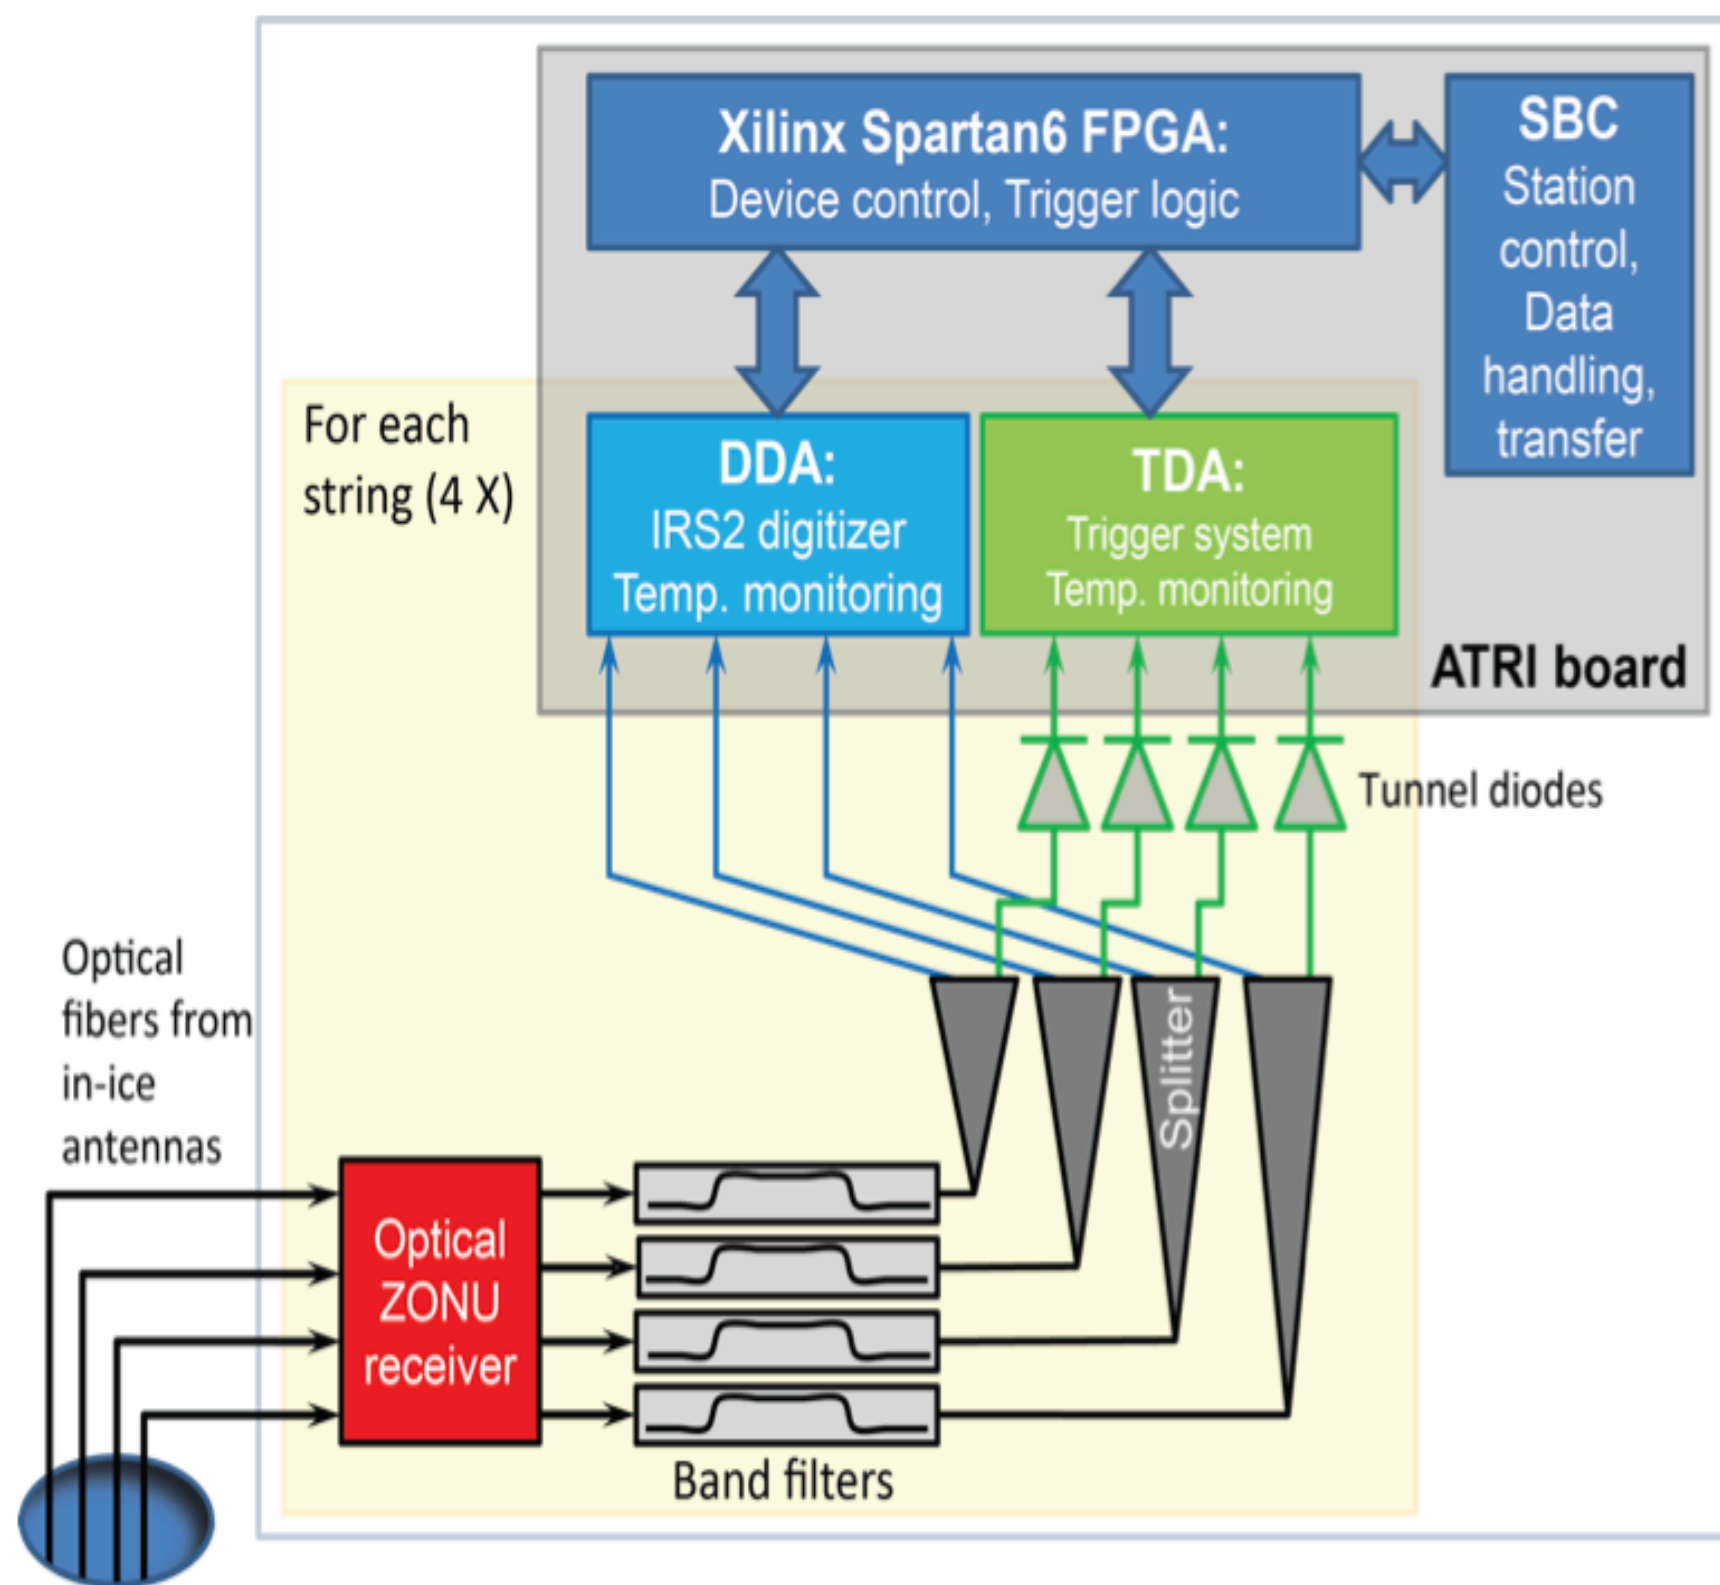 Xilinx Spartan6 FPGA:
Device control, Trigger logic
SBC
Station
control,
Data
handling,
transfer
For each
string (4 X)
DDA:
IRS2 digitizer
Temp. monitoring
TDA:
Trigger system
Temp. monitoring
ATRI board
Tunnel diodes
Optical
fibers from
in-ice
antennas
Splitter
Optical
ZONU
receiver
Band filters